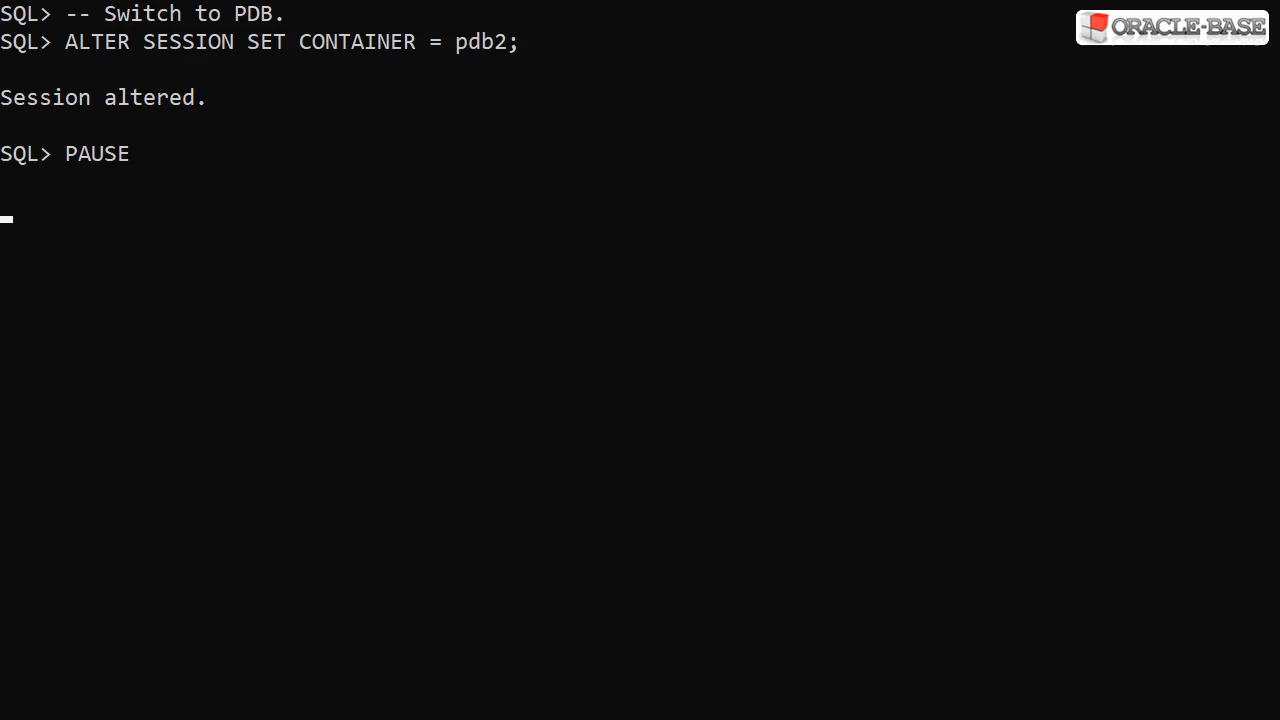 SQL> -- Switch to PDB.
SQL> ALTER SESSION SET CONTAINER = pdb2;
Session altered.
SQL> PAUSE
ORACLE-BASE